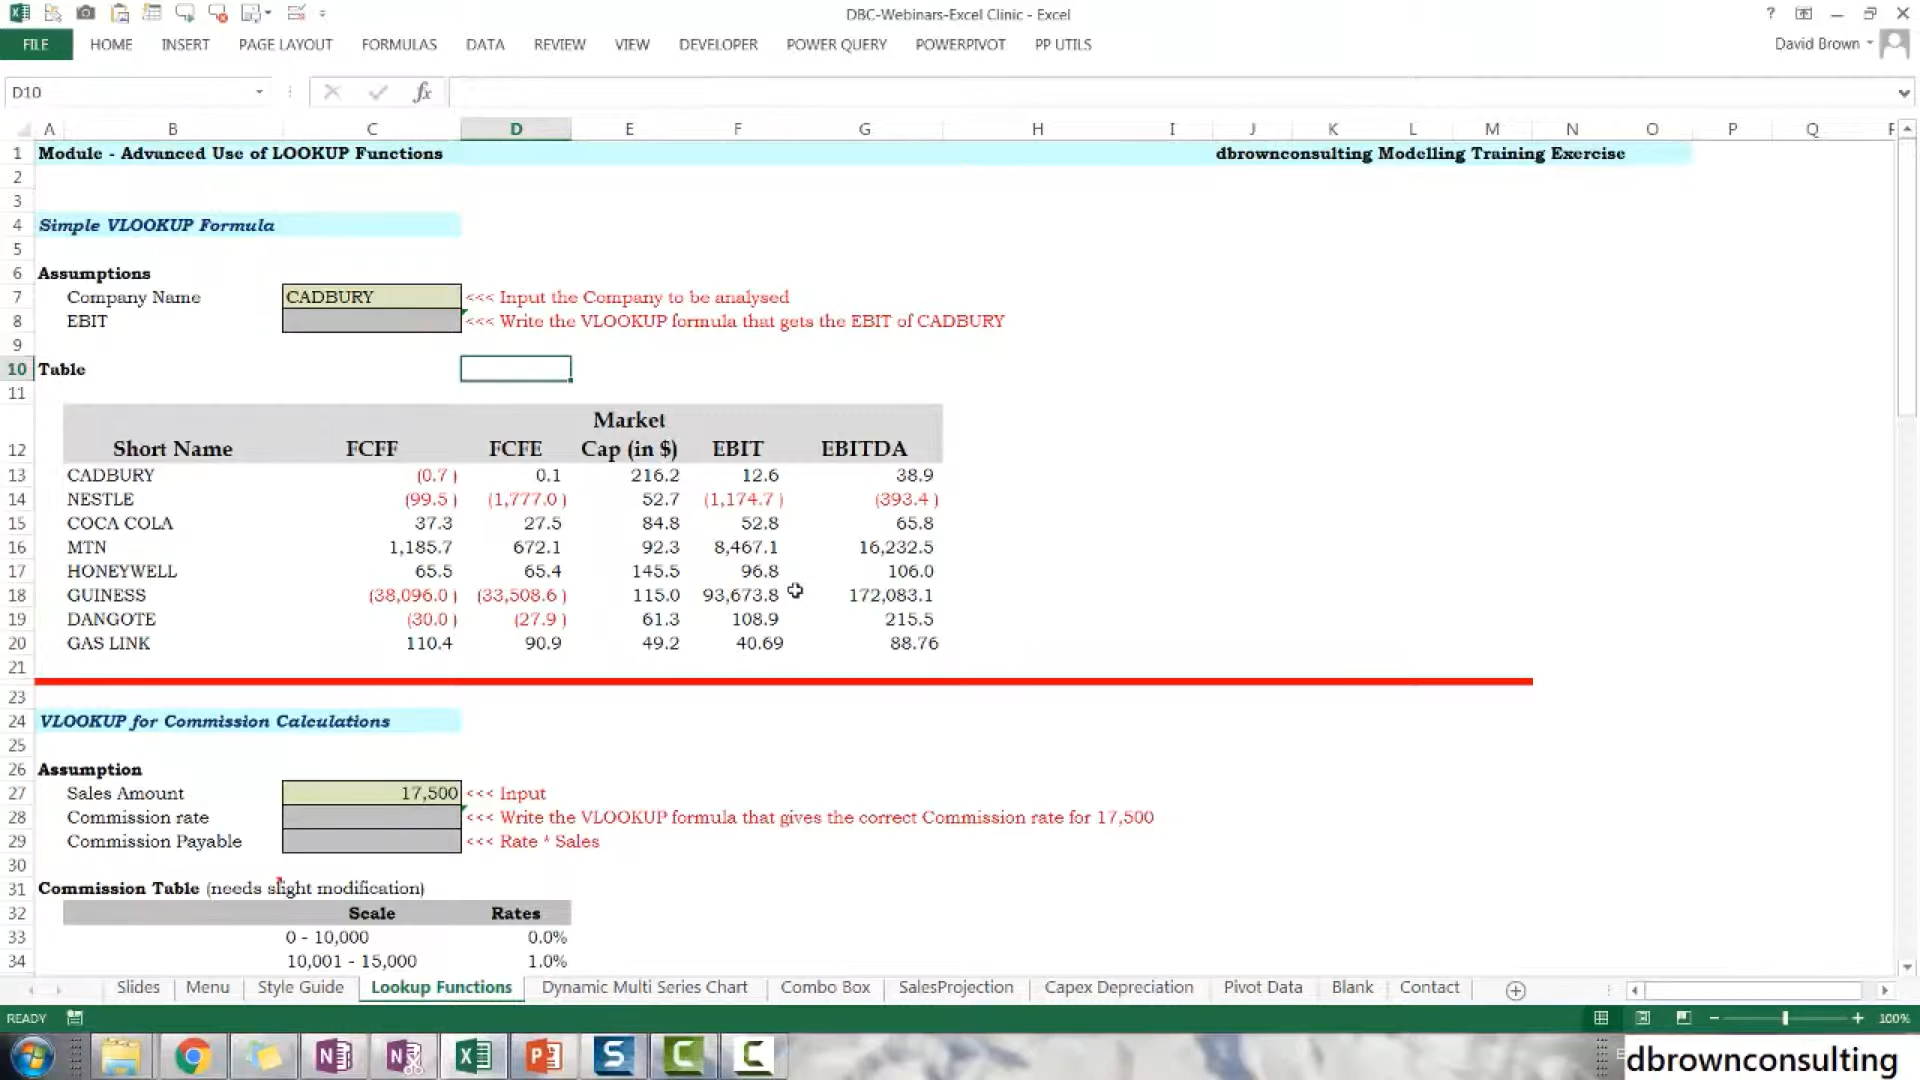 DBC-Webinars-Excel Clinic - Excel
FILE HOME INSERT PAGE LAYOUT FORMULAS DATA REVIEW VIEW DEVELOPER POWER QUERY POWERPIVOT PP UTILS David Brown
D10 fx
A B C D E F G H I J K L M N O P Q
1 Module - Advanced Use of LOOKUP Functions dbrownconsulting Modelling Training Exercise
2
3
4 Simple VLOOKUP Formula
5
6 Assumptions
7 Company Name CADBURY <<< Input the Company to be analysed
8 EBIT <<< Write the VLOOKUP formula that gets the EBIT of CADBURY
9
10 Table
11
12 Short Name FCFF FCFE Market Cap (in $) EBIT EBITDA
13 CADBURY (0.7 ) 0.1 216.2 12.6 38.9
14 NESTLE (99.5 ) (1,777.0 ) 52.7 (1,174.7 ) (393.4 )
15 COCA COLA 37.3 27.5 84.8 52.8 65.8
16 MTN 1,185.7 672.1 92.3 8,467.1 16,232.5
17 HONEYWELL 65.5 65.4 145.5 96.8 106.0
18 GUINESS (38,096.0 ) (33,508.6 ) 115.0 93,673.8 172,083.1
19 DANGOTE (30.0 ) (27.9 ) 61.3 108.9 215.5
20 GAS LINK 110.4 90.9 49.2 40.69 88.76
21
23
24 VLOOKUP for Commission Calculations
25
26 Assumption
27 Sales Amount 17,500 <<< Input
28 Commission rate <<< Write the VLOOKUP formula that gives the correct Commission rate for 17,500
29 Commission Payable <<< Rate * Sales
30
31 Commission Table (needs slight modification)
32 Scale Rates
33 0 - 10,000 0.0%
34 10,001 - 15,000 1.0%
Slides Menu Style Guide Lookup Functions Dynamic Multi Series Chart Combo Box SalesProjection Capex Depreciation Pivot Data Blank Contact
READY 100%
dbrownconsulting